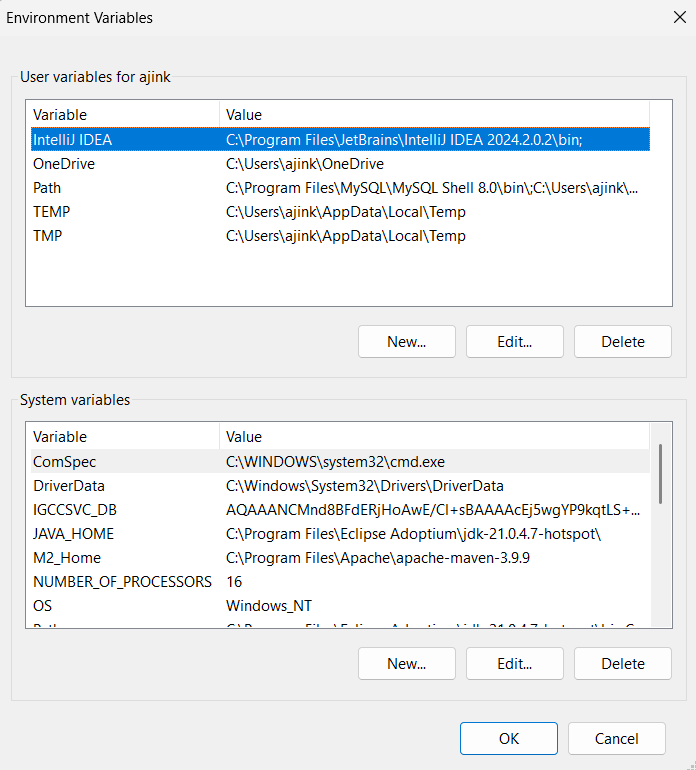 Environment Variables
User variables for ajink
Variable Value
IntelliJ IDEA C:\Program Files\JetBrains\IntelliJ IDEA 2024.2.0.2\bin;
OneDrive C:\Users\ajink\OneDrive
Path C:\Program Files\MySQL\MySQL Shell 8.0\bin\;C:\Users\ajink\...
TEMP C:\Users\ajink\AppData\Local\Temp
TMP C:\Users\ajink\AppData\Local\Temp
New... Edit... Delete
System variables
Variable Value
ComSpec C:\WINDOWS\system32\cmd.exe
DriverData C:\Windows\System32\Drivers\DriverData
IGCCSVC_DB AQAAANCMnd8BFdERjHoAwE/Cl+sBAAAAcEj5wgYP9kqtLS+...
JAVA_HOME C:\Program Files\Eclipse Adoptium\jdk-21.0.4.7-hotspot\
M2_Home C:\Program Files\Apache\apache-maven-3.9.9
NUMBER_OF_PROCESSORS 16
OS Windows_NT
New... Edit... Delete
OK Cancel